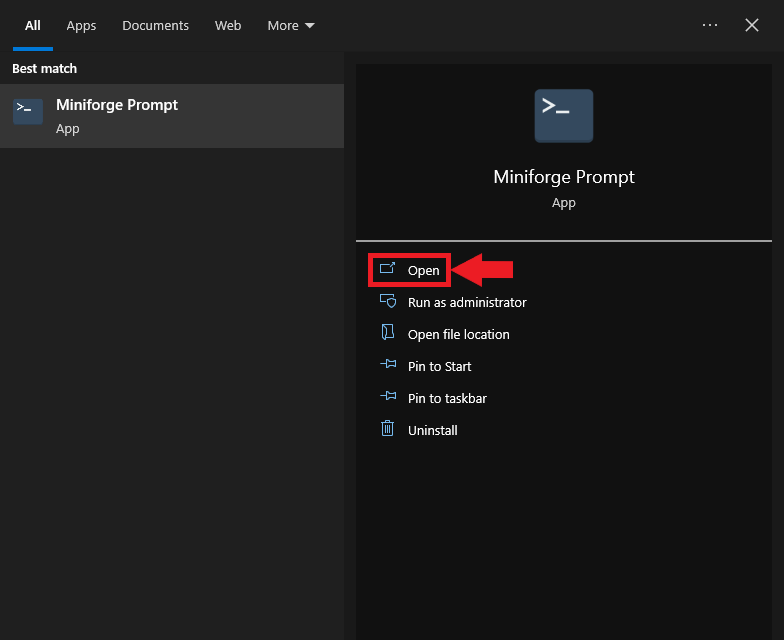 All Apps Documents Web More
Best match
Miniforge Prompt
App
Miniforge Prompt
App
Open
Run as administrator
Open file location
Pin to Start
Pin to taskbar
Uninstall